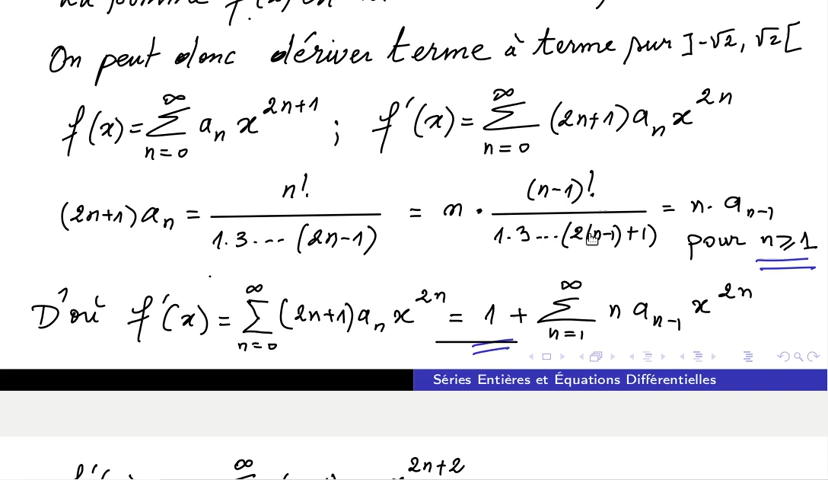 On peut donc dériver terme à terme sur ]-√2, √2[
f(x) = ∑_{n=0}^{∞} a_n x^{2n+1} ; f'(x) = ∑_{n=0}^{∞} (2n+1) a_n x^{2n}
(2n+1) a_n = n! / (1.3.... (2n-1)) = n · (n-1)! / (1.3...(2(n-1)+1)) = n. a_{n-1} pour n ⩾ 1
D'où f'(x) = ∑_{n=0}^{∞} (2n+1) a_n x^{2n} = 1 + ∑_{n=1}^{∞} n a_{n-1} x^{2n}
Séries Entières et Équations Différentielles
∞ 2n+2